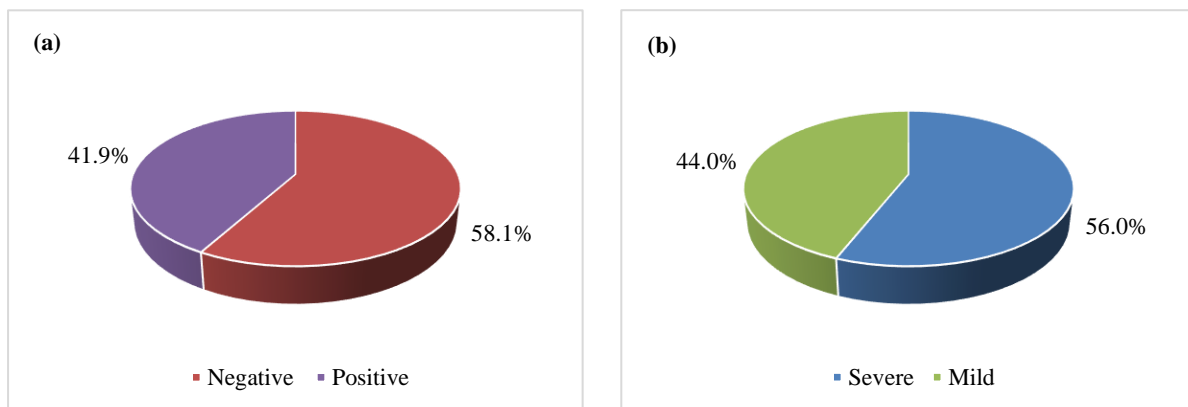 (a)
41.9%
58.1%
Negative Positive
(b)
44.0%
56.0%
Severe Mild